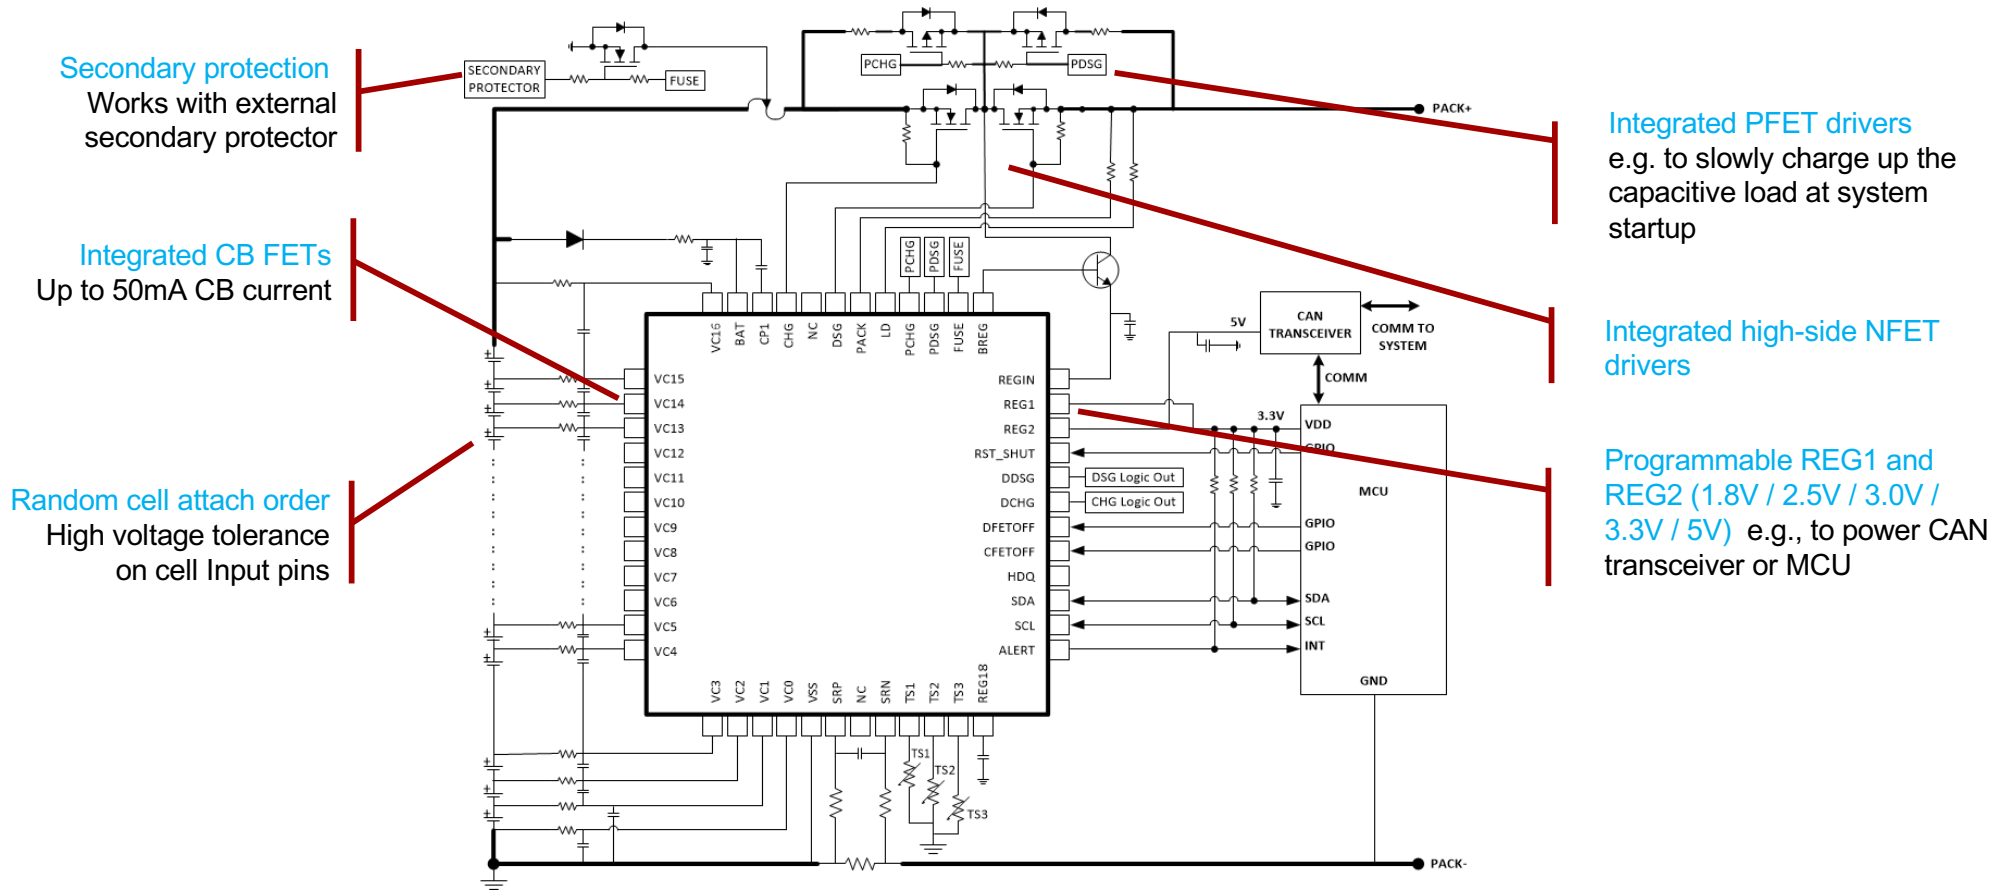 Secondary protection
Works with external
secondary protector
Integrated CB FETs
Up to 50mA CB current
Random cell attach order
High voltage tolerance
on cell Input pins
SECONDARY
PROTECTOR
FUSE
PCHG
PDSG
PACK+
Integrated PFET drivers
e.g. to slowly charge up the
capacitive load at system
startup
Integrated high-side NFET
drivers
Programmable REG1 and
REG2 (1.8V / 2.5V / 3.0V /
3.3V / 5V) e.g., to power CAN
transceiver or MCU
PCHG
PDSG
FUSE
VC16
BAT
CP1
CHG
NC
DSG
PACK
LD
PCHG
PDSG
FUSE
BREG
VC15
VC14
VC13
VC12
VC11
VC10
VC9
VC8
VC7
VC6
VC5
VC4
REGIN
REG1
REG2
RST_SHUT
DDSG
DCHG
DFETOFF
CFETOFF
HDQ
SDA
SCL
ALERT
VC3
VC2
VC1
VC0
VSS
SRP
NC
SRN
TS1
TS2
TS3
REG18
DSG Logic Out
CHG Logic Out
5V
CAN
TRANSCEIVER
COMM TO
SYSTEM
COMM
3.3V
VDD
GPIO
MCU
GPIO
GPIO
SDA
SCL
INT
GND
TS1
TS2
TS3
PACK-